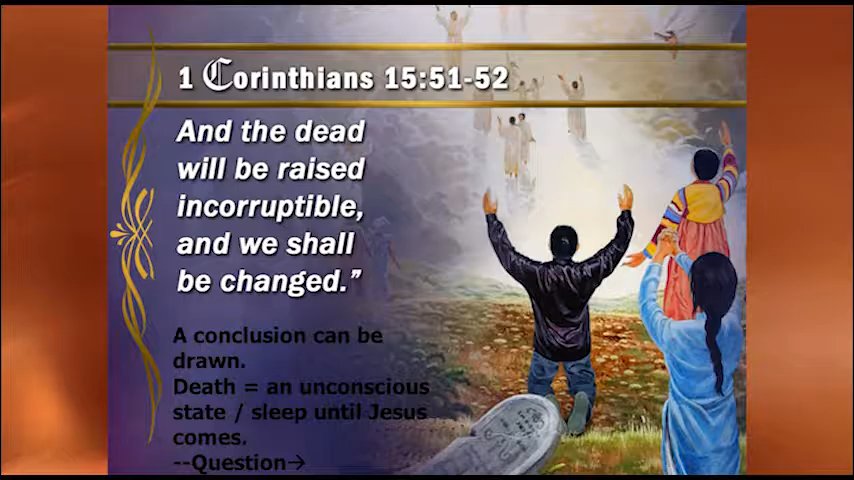 1 Corinthians 15:51-52
And the dead
will be raised
incorruptible,
and we shall
be changed.”
A conclusion can be
drawn.
Death = an unconscious
state / sleep until Jesus
comes.
--Question→